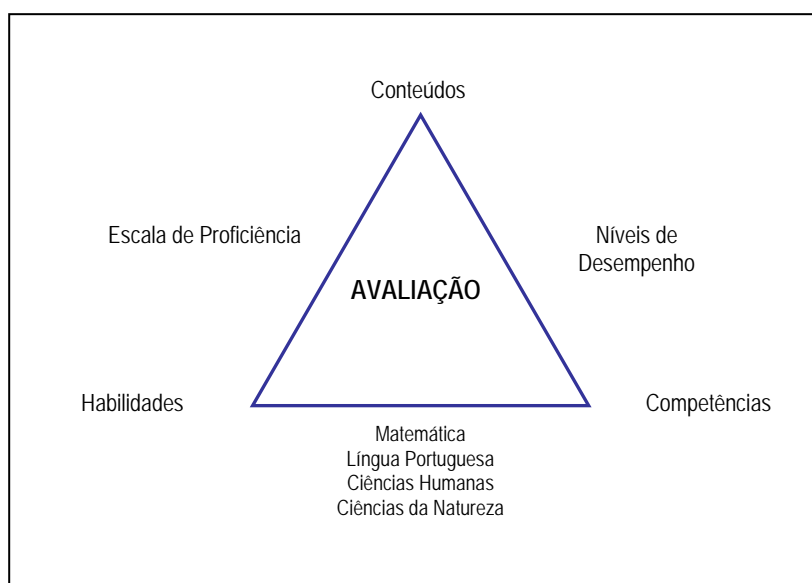 Conteúdos
Escala de Proficiência
Níveis de
Desempenho
AVALIAÇÃO
Habilidades
Competências
Matemática
Língua Portuguesa
Ciências Humanas
Ciências da Natureza